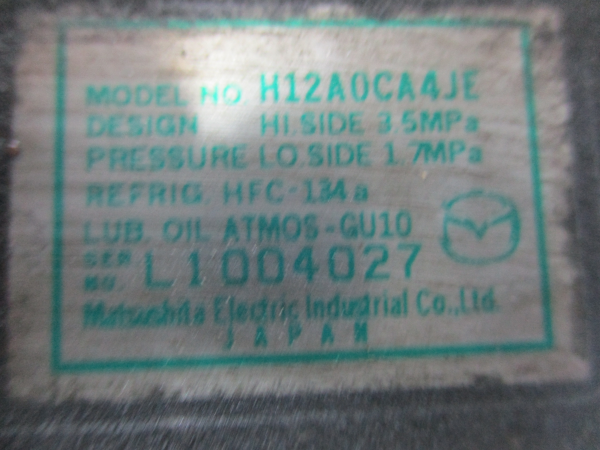 MODEL NO. H12A0CA4JE
DESIGN HI.SIDE 3.5MPa
PRESSURE LO.SIDE 1.7MPa
REFRIG. HFC-134a
LUB. OIL ATMOS-GU10
SER. NO. L1004027
Matsushita Electric Industrial Co.,Ltd.
JAPAN